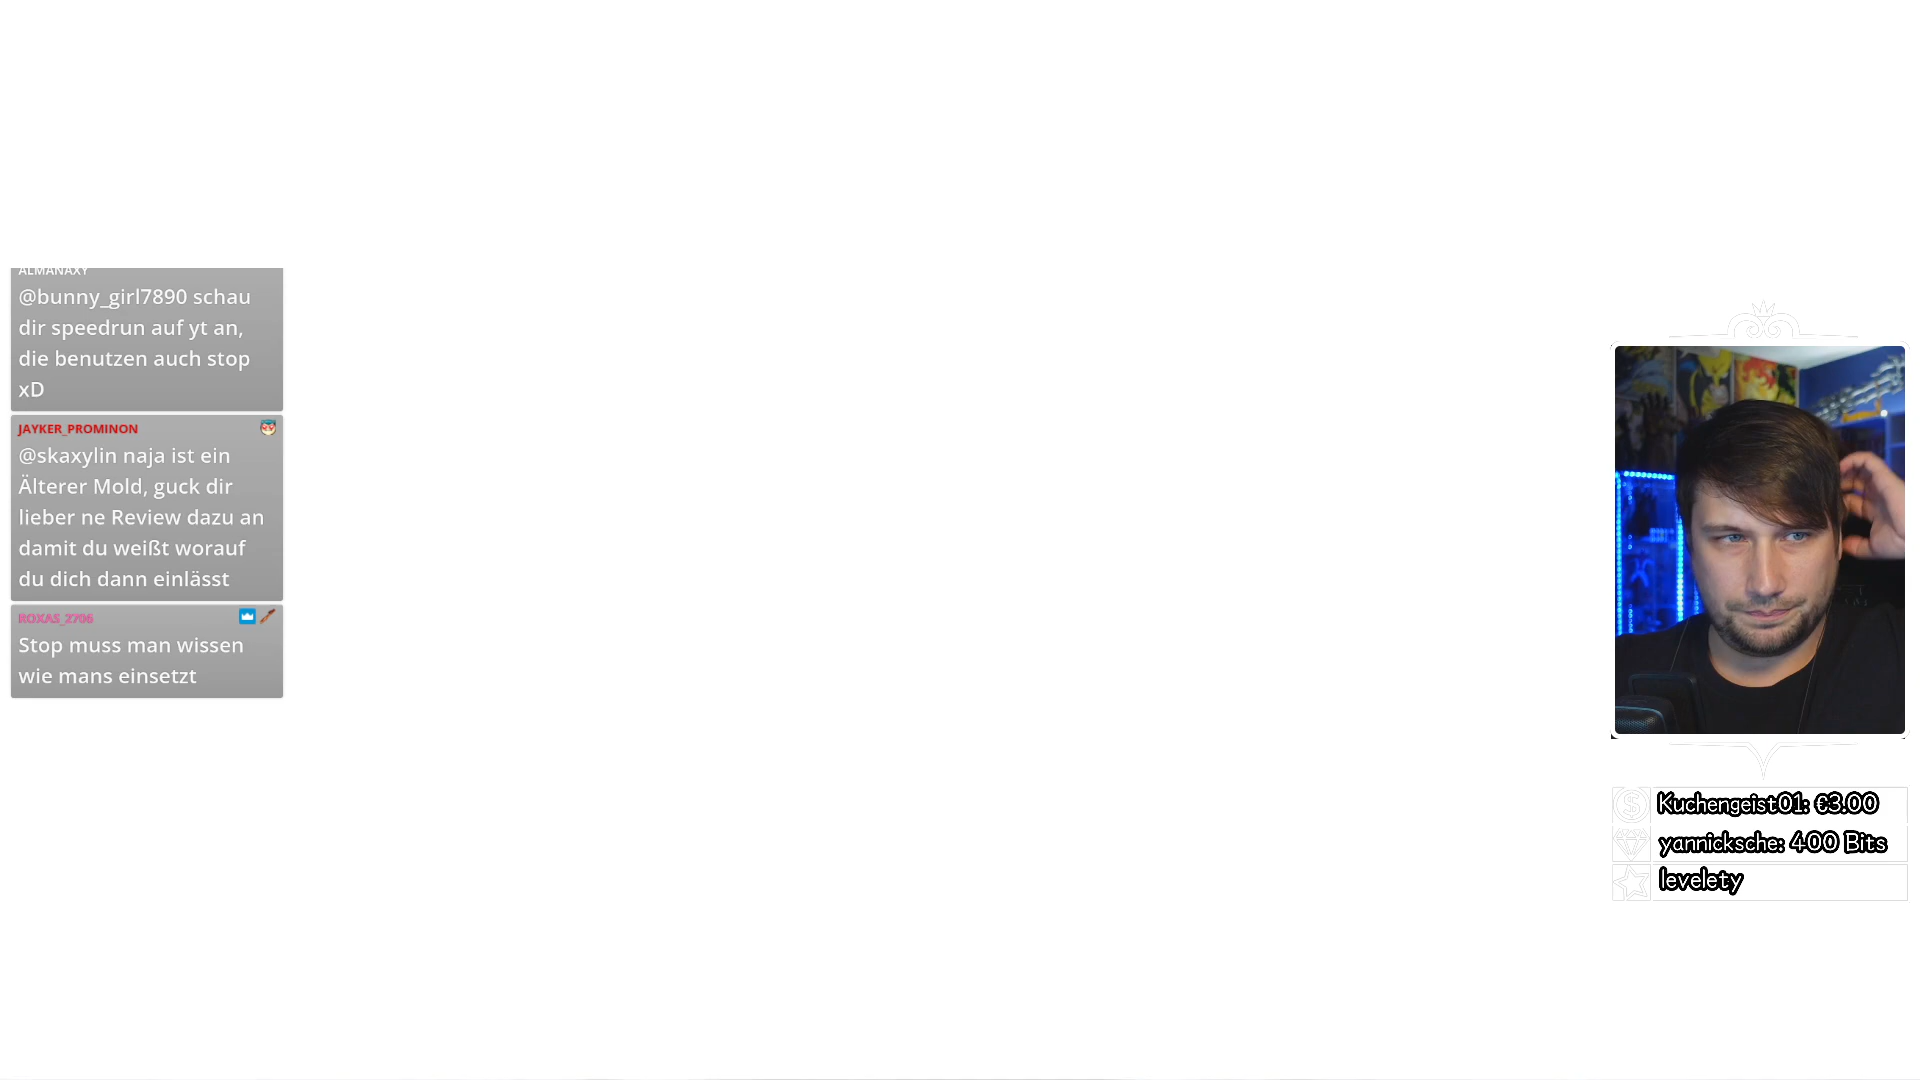 ALMANAXY
@bunny_girl7890 schau
dir speedrun auf yt an,
die benutzen auch stop
xD
JAYKER_PROMINON
@skaxylin naja ist ein
Älterer Mold, guck dir
lieber ne Review dazu an
damit du weißt worauf
du dich dann einlässt
ROXAS_2706
Stop muss man wissen
wie mans einsetzt
Kuchengeist01: €3.00
yannicksche: 400 Bits
levelety